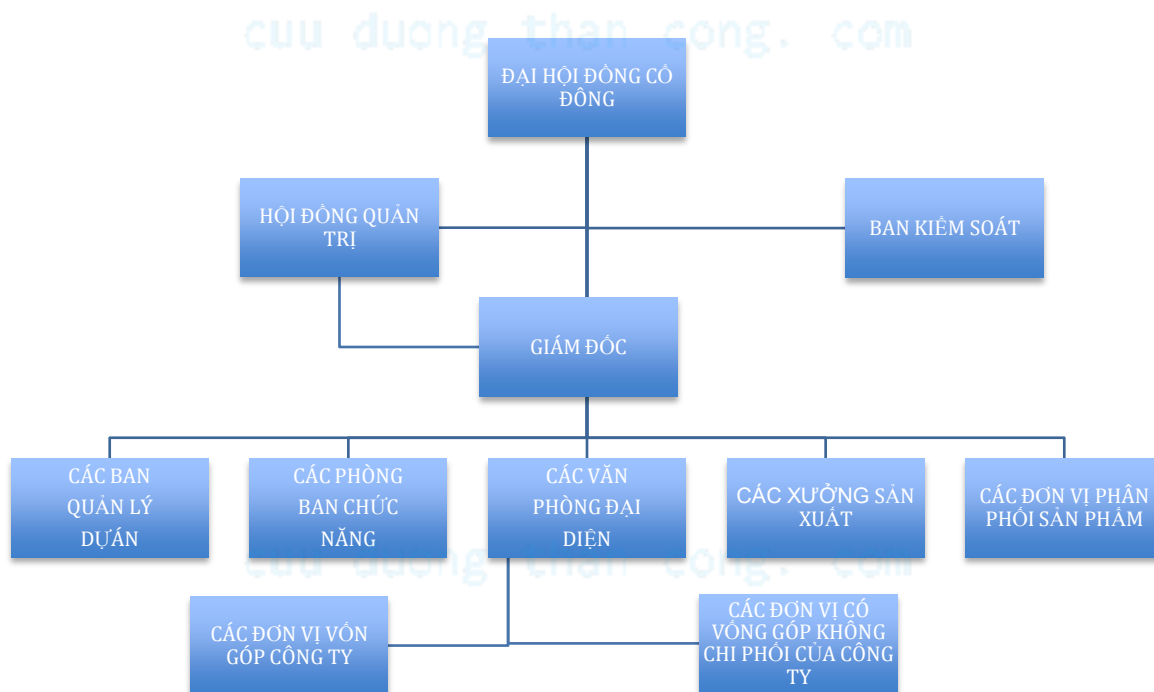 cuu duong than cong. com
ĐẠI HỘI ĐỒNG CỔ
ĐÔNG
HỘI ĐỒNG QUẢN
TRỊ
BAN KIỂM SOÁT
GIÁM ĐỐC
CÁC BAN
QUẢN LÝ
DỰ ÁN
CÁC PHÒNG
BAN CHỨC
NĂNG
CÁC VĂN
PHÒNG ĐẠI
DIỆN
CÁC XƯỞNG SẢN
XUẤT
CÁC ĐƠN VỊ PHÂN
PHỐI SẢN PHẨM
cuu duong than cong. com
CÁC ĐƠN VỊ VỐN
GÓP CÔNG TY
CÁC ĐƠN VỊ CÓ
VỐNG GÓP KHÔNG
CHI PHỐI CỦA CÔNG
TY